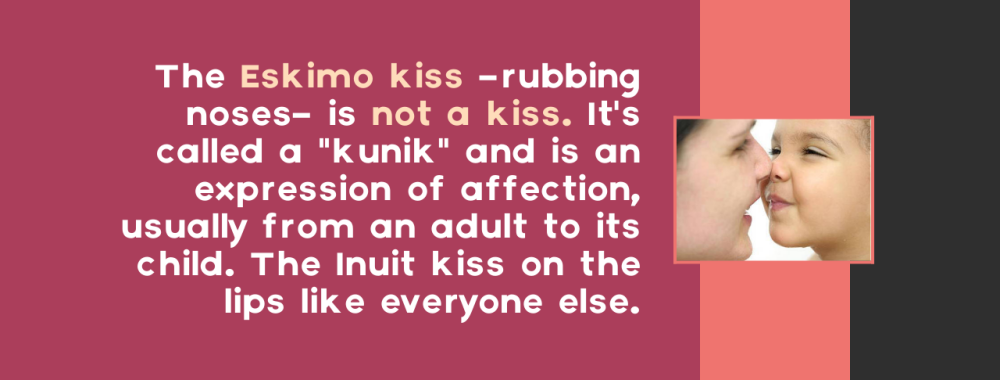 The Eskimo kiss -rubbing
noses- is not a kiss. It's
called a "kunik" and is an
expression of affection,
usually from an adult to its
child. The Inuit kiss on the
lips like everyone else.